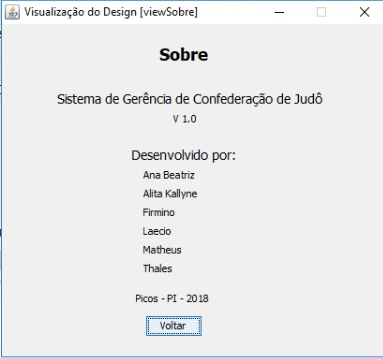 Visualização do Design [viewSobre]
Sobre
Sistema de Gerência de Confederação de Judô
V 1.0
Desenvolvido por:
Ana Beatriz
Alita Kallyne
Firmino
Laecio
Matheus
Thales
Picos - PI - 2018
Voltar